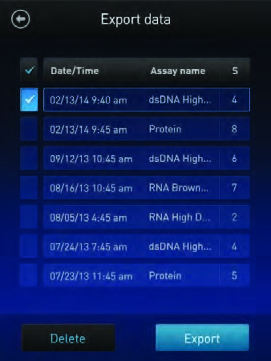 Export data
Date/Time Assay name S
02/13/14 9:40 am dsDNA High... 4
02/13/14 9:45 am Protein 8
09/12/13 10:45 am dsDNA High... 6
08/16/13 10:45 am RNA Brown... 7
08/05/13 4:45 am RNA High D... 2
07/24/13 7:45 am dsDNA High... 4
07/23/13 11:45 am Protein 5
Delete Export